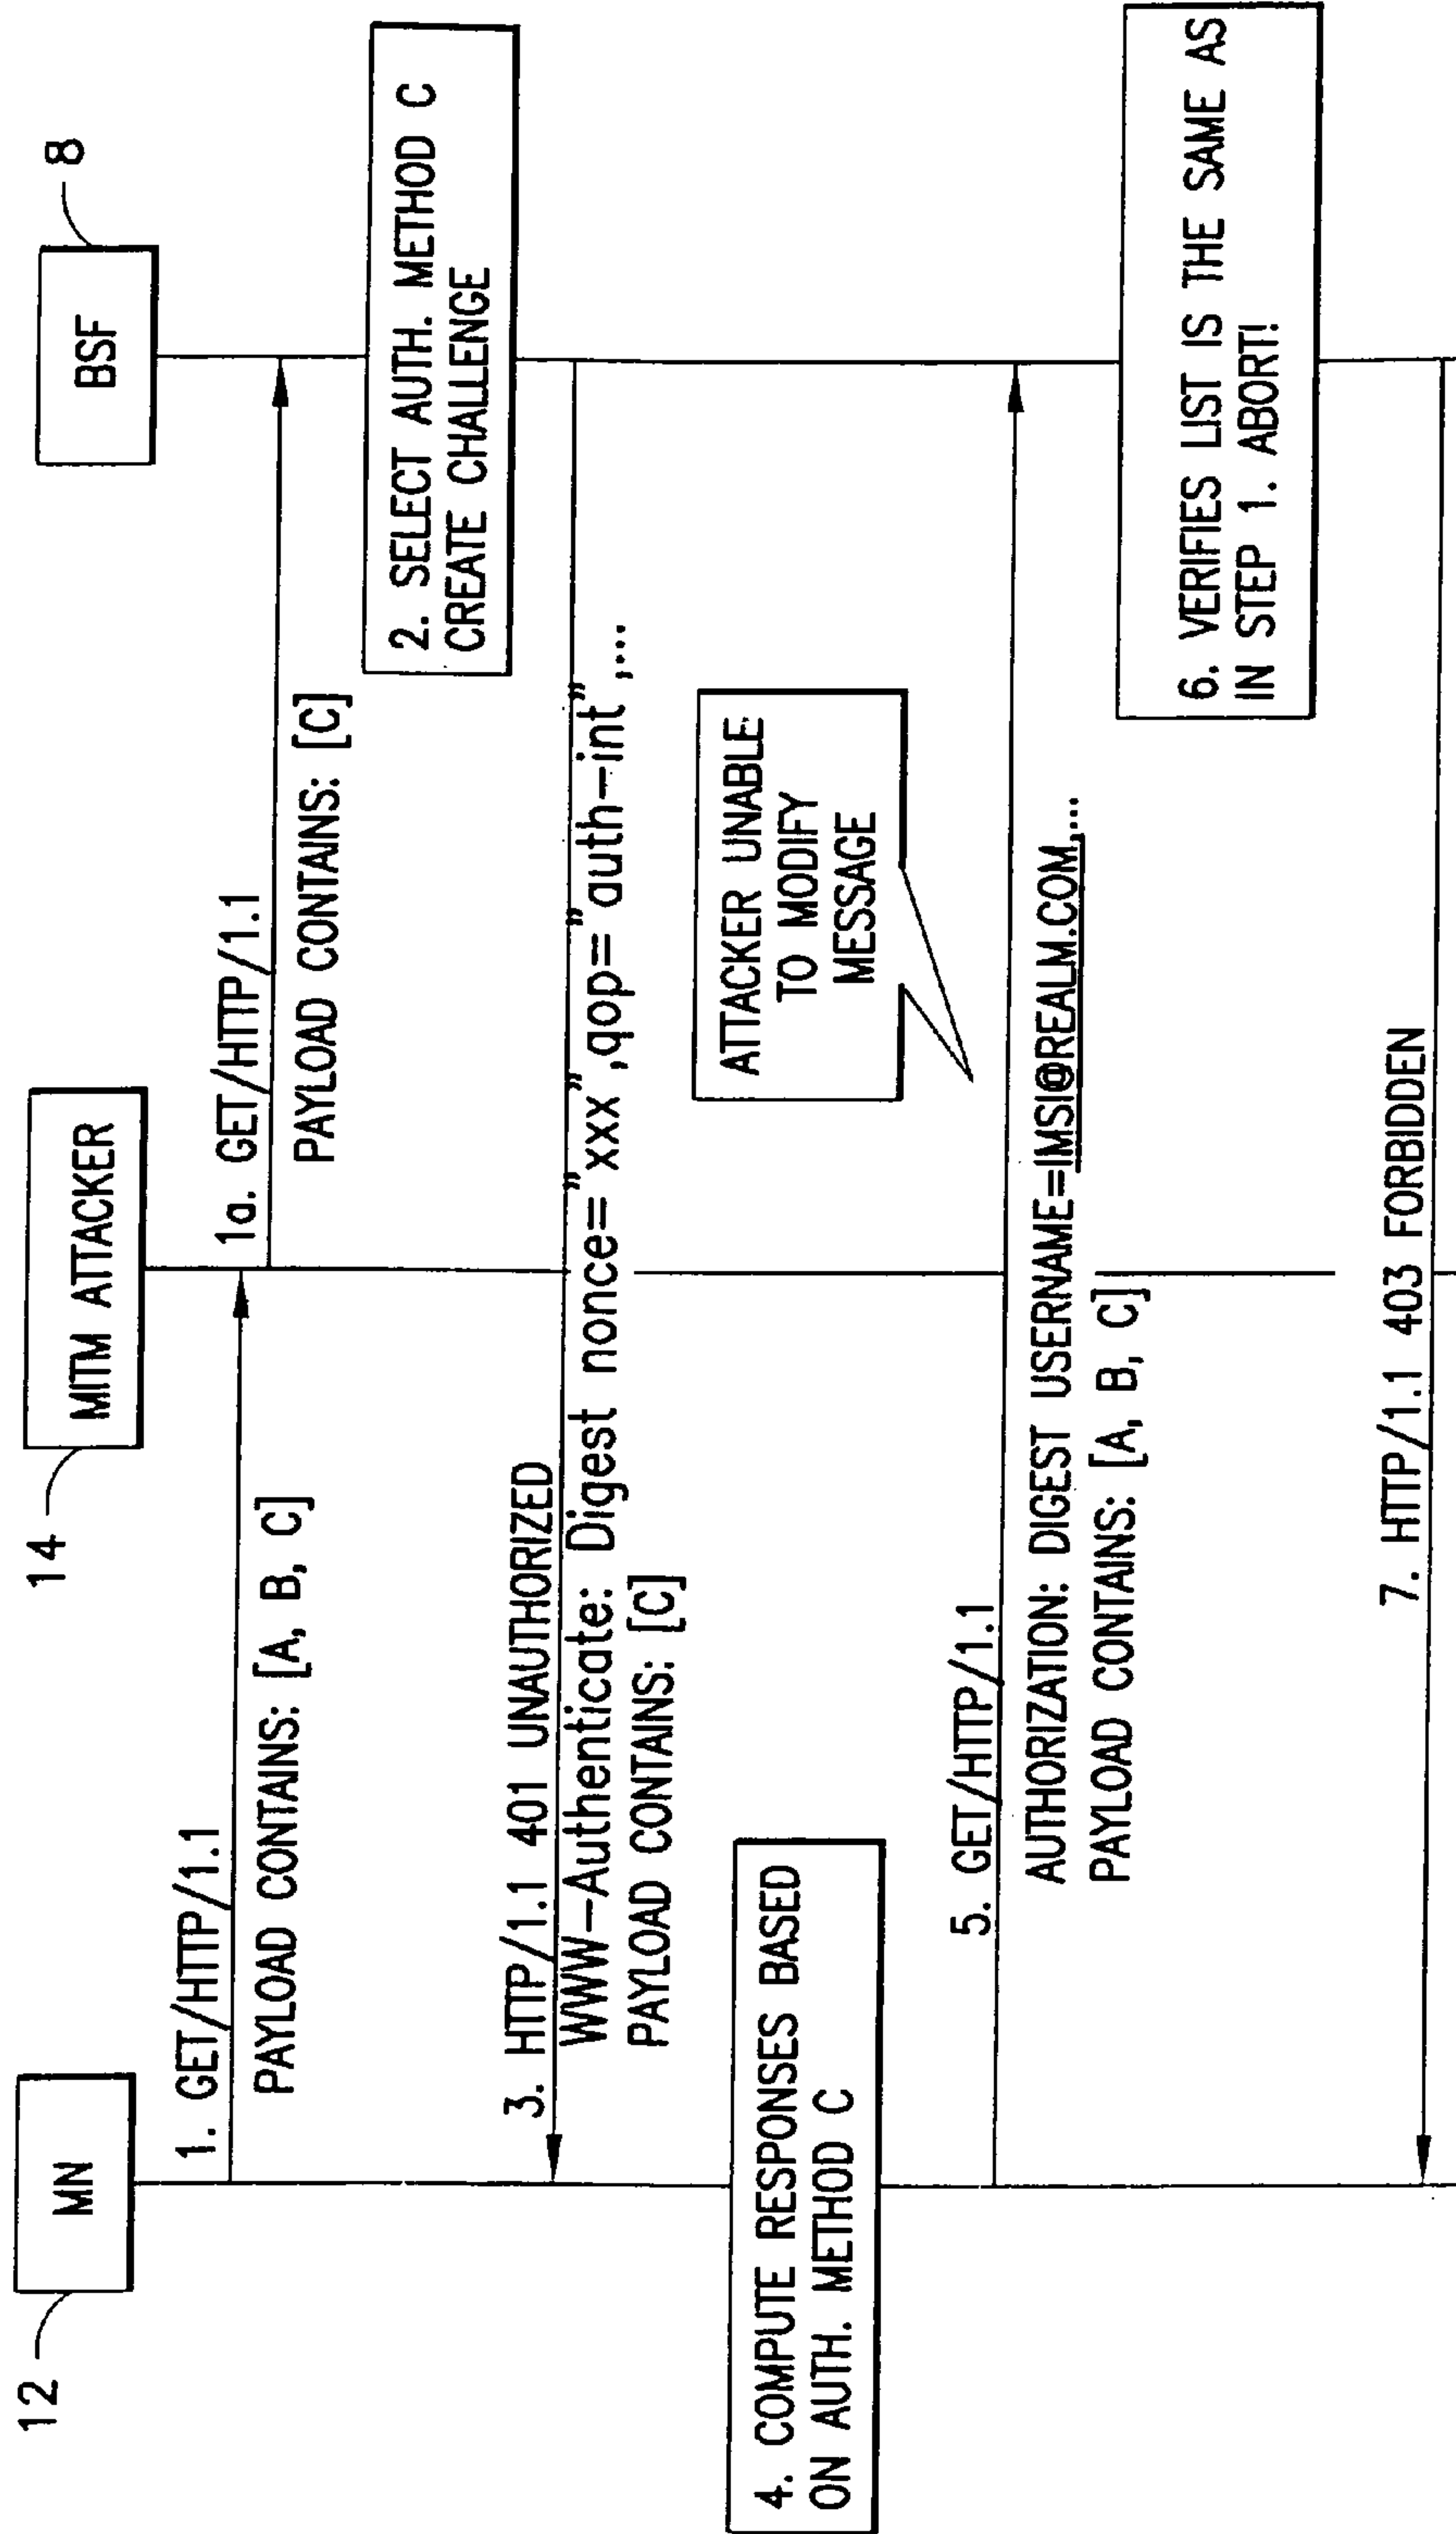 12
MN
14
MITM ATTACKER
BSF
8
1. GET/HTTP/1.1
PAYLOAD CONTAINS: [A, B, C]
1a. GET/HTTP/1.1
PAYLOAD CONTAINS: [C]
2. SELECT AUTH. METHOD C
CREATE CHALLENGE
3. HTTP/1.1 401 UNAUTHORIZED
WWW-Authenticate: Digest nonce="xxx",qop="auth-int",...
PAYLOAD CONTAINS: [C]
4. COMPUTE RESPONSES BASED
ON AUTH. METHOD C
ATTACKER UNABLE
TO MODIFY
MESSAGE
5. GET/HTTP/1.1
AUTHORIZATION: DIGEST USERNAME=IMSI@REALM.COM,...
PAYLOAD CONTAINS: [A, B, C]
6. VERIFIES LIST IS THE SAME AS
IN STEP 1. ABORT!
7. HTTP/1.1 403 FORBIDDEN